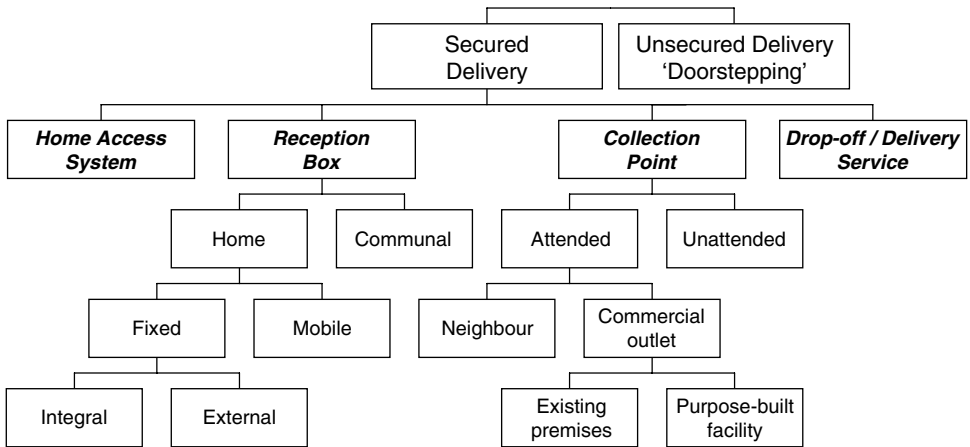 Secured
Delivery
Unsecured Delivery
‘Doorstepping’
Home Access
System
Reception
Box
Collection
Point
Drop-off / Delivery
Service
Home
Communal
Attended
Unattended
Fixed
Mobile
Neighbour
Commercial
outlet
Integral
External
Existing
premises
Purpose-built
facility